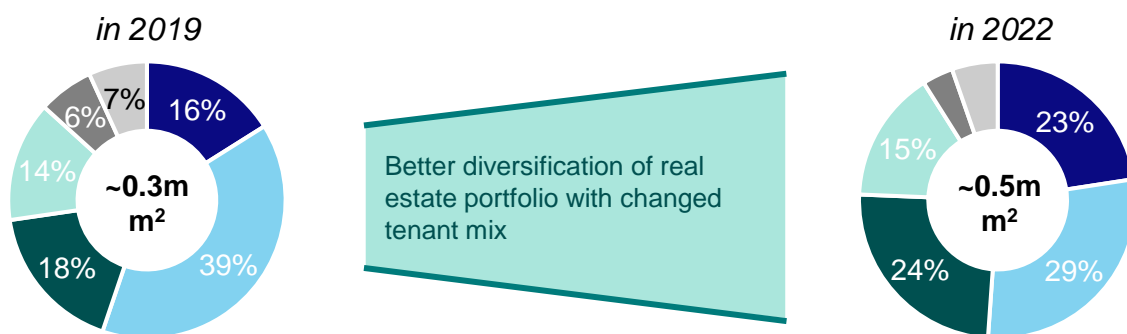 in 2019
7%
16%
6%
14%
~0.3m
m²
18%
39%
Better diversification of real
estate portfolio with changed
tenant mix
in 2022
23%
15%
~0.5m
m²
24%
29%